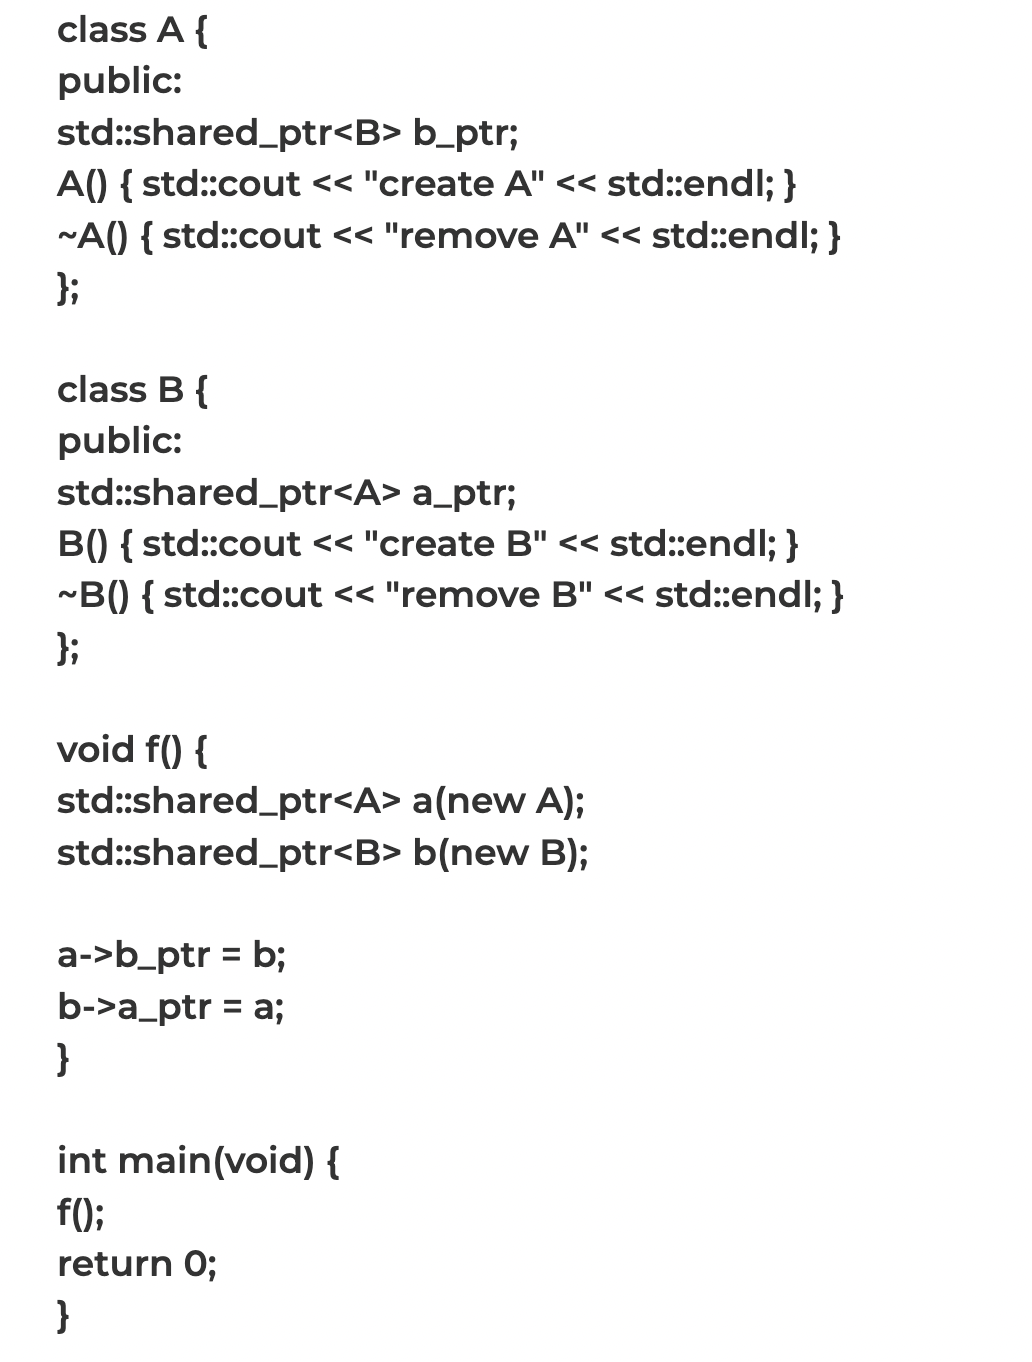 class A {
public:
std::shared_ptr<B> b_ptr;
A() { std::cout << "create A" << std::endl; }
~A() { std::cout << "remove A" << std::endl; }
};

class B {
public:
std::shared_ptr<A> a_ptr;
B() { std::cout << "create B" << std::endl; }
~B() { std::cout << "remove B" << std::endl; }
};

void f() {
std::shared_ptr<A> a(new A);
std::shared_ptr<B> b(new B);

a->b_ptr = b;
b->a_ptr = a;
}

int main(void) {
f();
return 0;
}